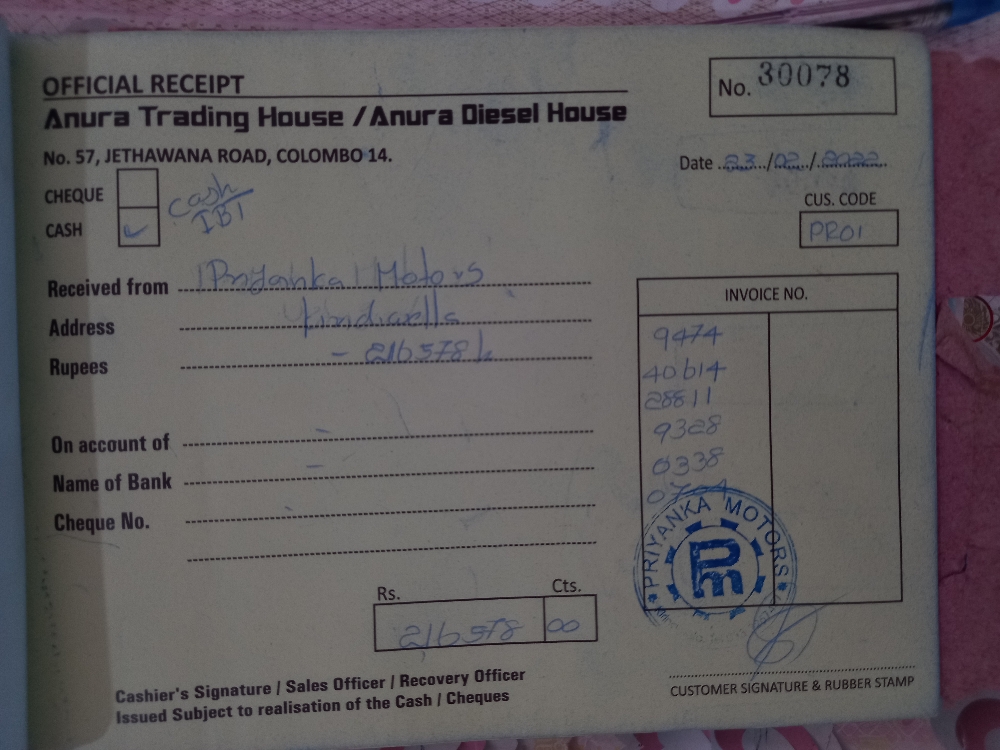 OFFICIAL RECEIPT
No. 30078
Anura Trading House / Anura Diesel House
No. 57, JETHAWANA ROAD, COLOMBO 14.
Date 23/02/2022
CHEQUE
Cash/IBT
CUS. CODE
CASH ✓
PR01
Received from Priyanka Motors
INVOICE NO.
Address
Rupees - 216578/-
9474
40614
28811
On account of -
9328
Name of Bank -
0338
Cheque No.
PRIYANKA MOTORS
Pm
Rs. Cts.
216578 00
Cashier's Signature / Sales Officer / Recovery Officer
Issued Subject to realisation of the Cash / Cheques
CUSTOMER SIGNATURE & RUBBER STAMP